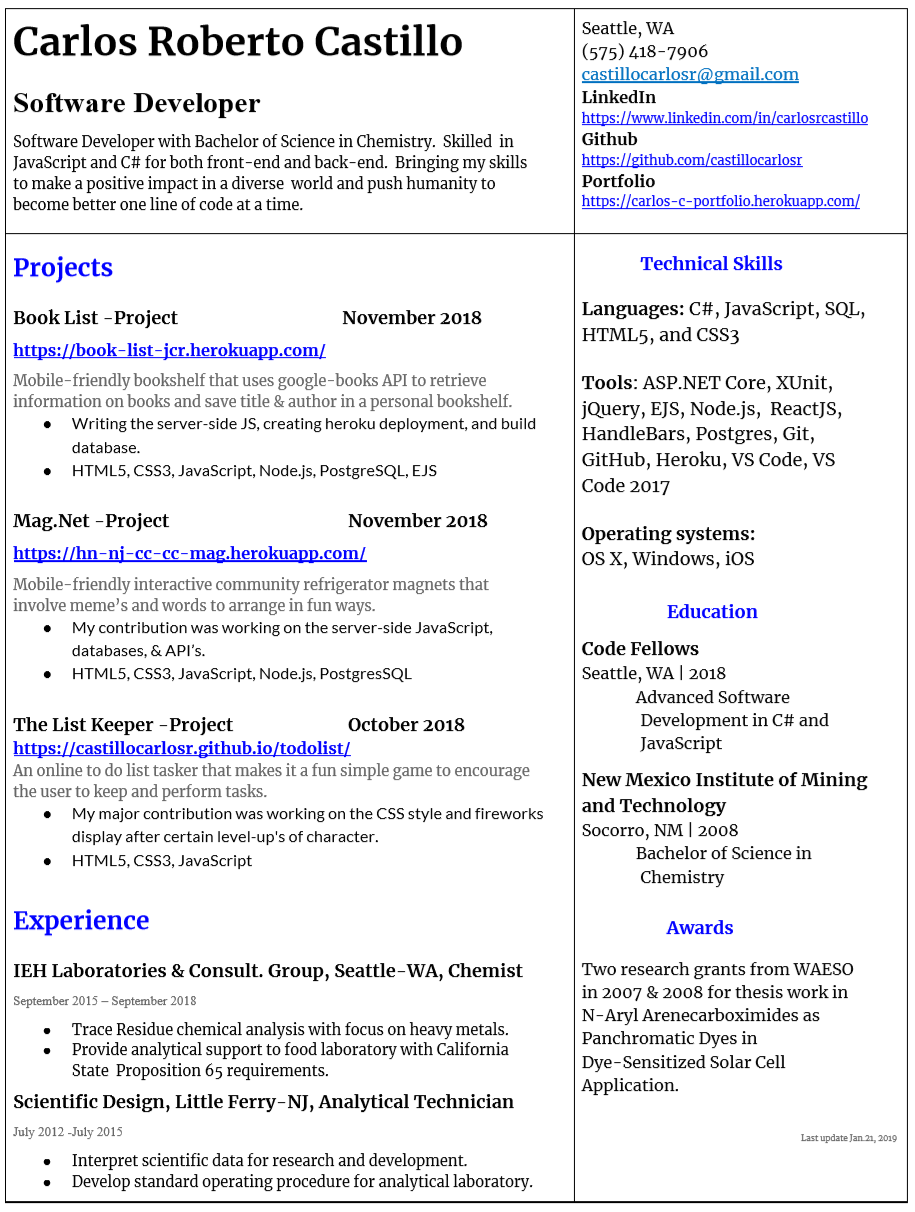 Carlos Roberto Castillo
Software Developer
Software Developer with Bachelor of Science in Chemistry. Skilled in
JavaScript and C# for both front-end and back-end. Bringing my skills
to make a positive impact in a diverse world and push humanity to
become better one line of code at a time.
Seattle, WA
(575) 418-7906
castillocarlosr@gmail.com
LinkedIn
https://www.linkedin.com/in/carlosrcastillo
Github
https://github.com/castillocarlosr
Portfolio
https://carlos-c-portfolio.herokuapp.com/
Projects
Book List -Project November 2018
https://book-list-jcr.herokuapp.com/
Mobile-friendly bookshelf that uses google-books API to retrieve
information on books and save title & author in a personal bookshelf.
● Writing the server-side JS, creating heroku deployment, and build
database.
● HTML5, CSS3, JavaScript, Node.js, PostgreSQL, EJS
Mag.Net -Project November 2018
https://hn-nj-cc-cc-mag.herokuapp.com/
Mobile-friendly interactive community refrigerator magnets that
involve meme's and words to arrange in fun ways.
● My contribution was working on the server-side JavaScript,
databases, & API's.
● HTML5, CSS3, JavaScript, Node.js, PostgresSQL
The List Keeper -Project October 2018
https://castillocarlosr.github.io/todolist/
An online to do list tasker that makes it a fun simple game to encourage
the user to keep and perform tasks.
● My major contribution was working on the CSS style and fireworks
display after certain level-up's of character.
● HTML5, CSS3, JavaScript
Experience
IEH Laboratories & Consult. Group, Seattle-WA, Chemist
September 2015 – September 2018
● Trace Residue chemical analysis with focus on heavy metals.
● Provide analytical support to food laboratory with California
State Proposition 65 requirements.
Scientific Design, Little Ferry-NJ, Analytical Technician
July 2012 -July 2015
● Interpret scientific data for research and development.
● Develop standard operating procedure for analytical laboratory.
Technical Skills
Languages: C#, JavaScript, SQL,
HTML5, and CSS3
Tools: ASP.NET Core, XUnit,
jQuery, EJS, Node.js, ReactJS,
HandleBars, Postgres, Git,
GitHub, Heroku, VS Code, VS
Code 2017
Operating systems:
OS X, Windows, iOS
Education
Code Fellows
Seattle, WA | 2018
Advanced Software
Development in C# and
JavaScript
New Mexico Institute of Mining
and Technology
Socorro, NM | 2008
Bachelor of Science in
Chemistry
Awards
Two research grants from WAESO
in 2007 & 2008 for thesis work in
N-Aryl Arenecarboximides as
Panchromatic Dyes in
Dye-Sensitized Solar Cell
Application.
Last update Jan.21, 2019